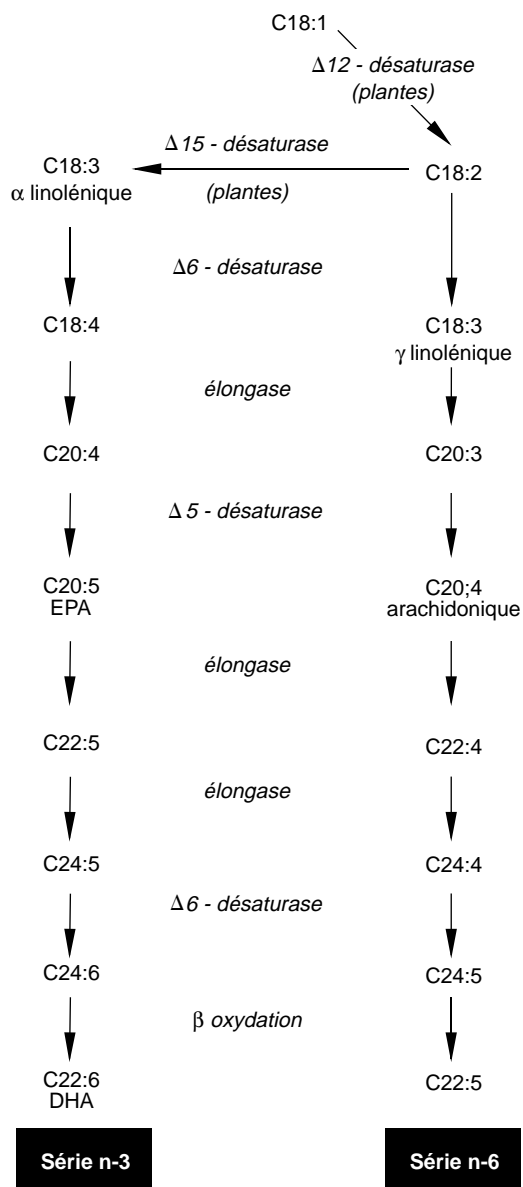 C18:1
Δ12 - désaturase
(plantes)
Δ15 - désaturase
C18:3
α linolénique
(plantes)
C18:2
Δ6 - désaturase
C18:4
C18:3
γ linolénique
élongase
C20:4
C20:3
Δ 5 - désaturase
C20:5
EPA
C20;4
arachidonique
élongase
C22:5
C22:4
élongase
C24:5
C24:4
Δ6 - désaturase
C24:6
C24:5
β oxydation
C22:6
DHA
C22:5
Série n-3
Série n-6